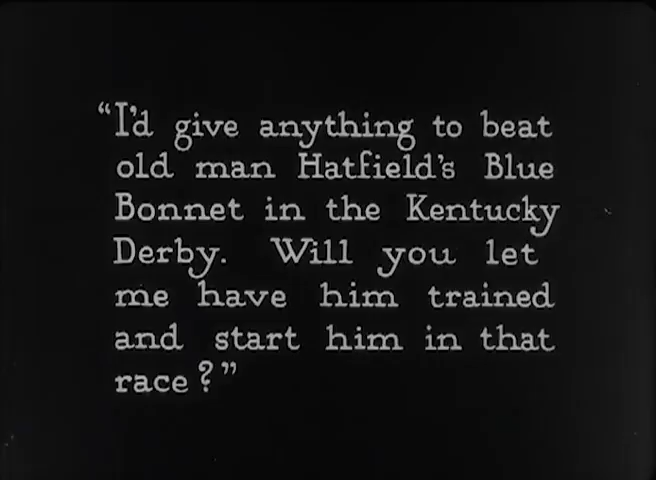 “I’d give anything to beat
old man Hatfield’s Blue
Bonnet in the Kentucky
Derby. Will you let
me have him trained
and start him in that
race?”